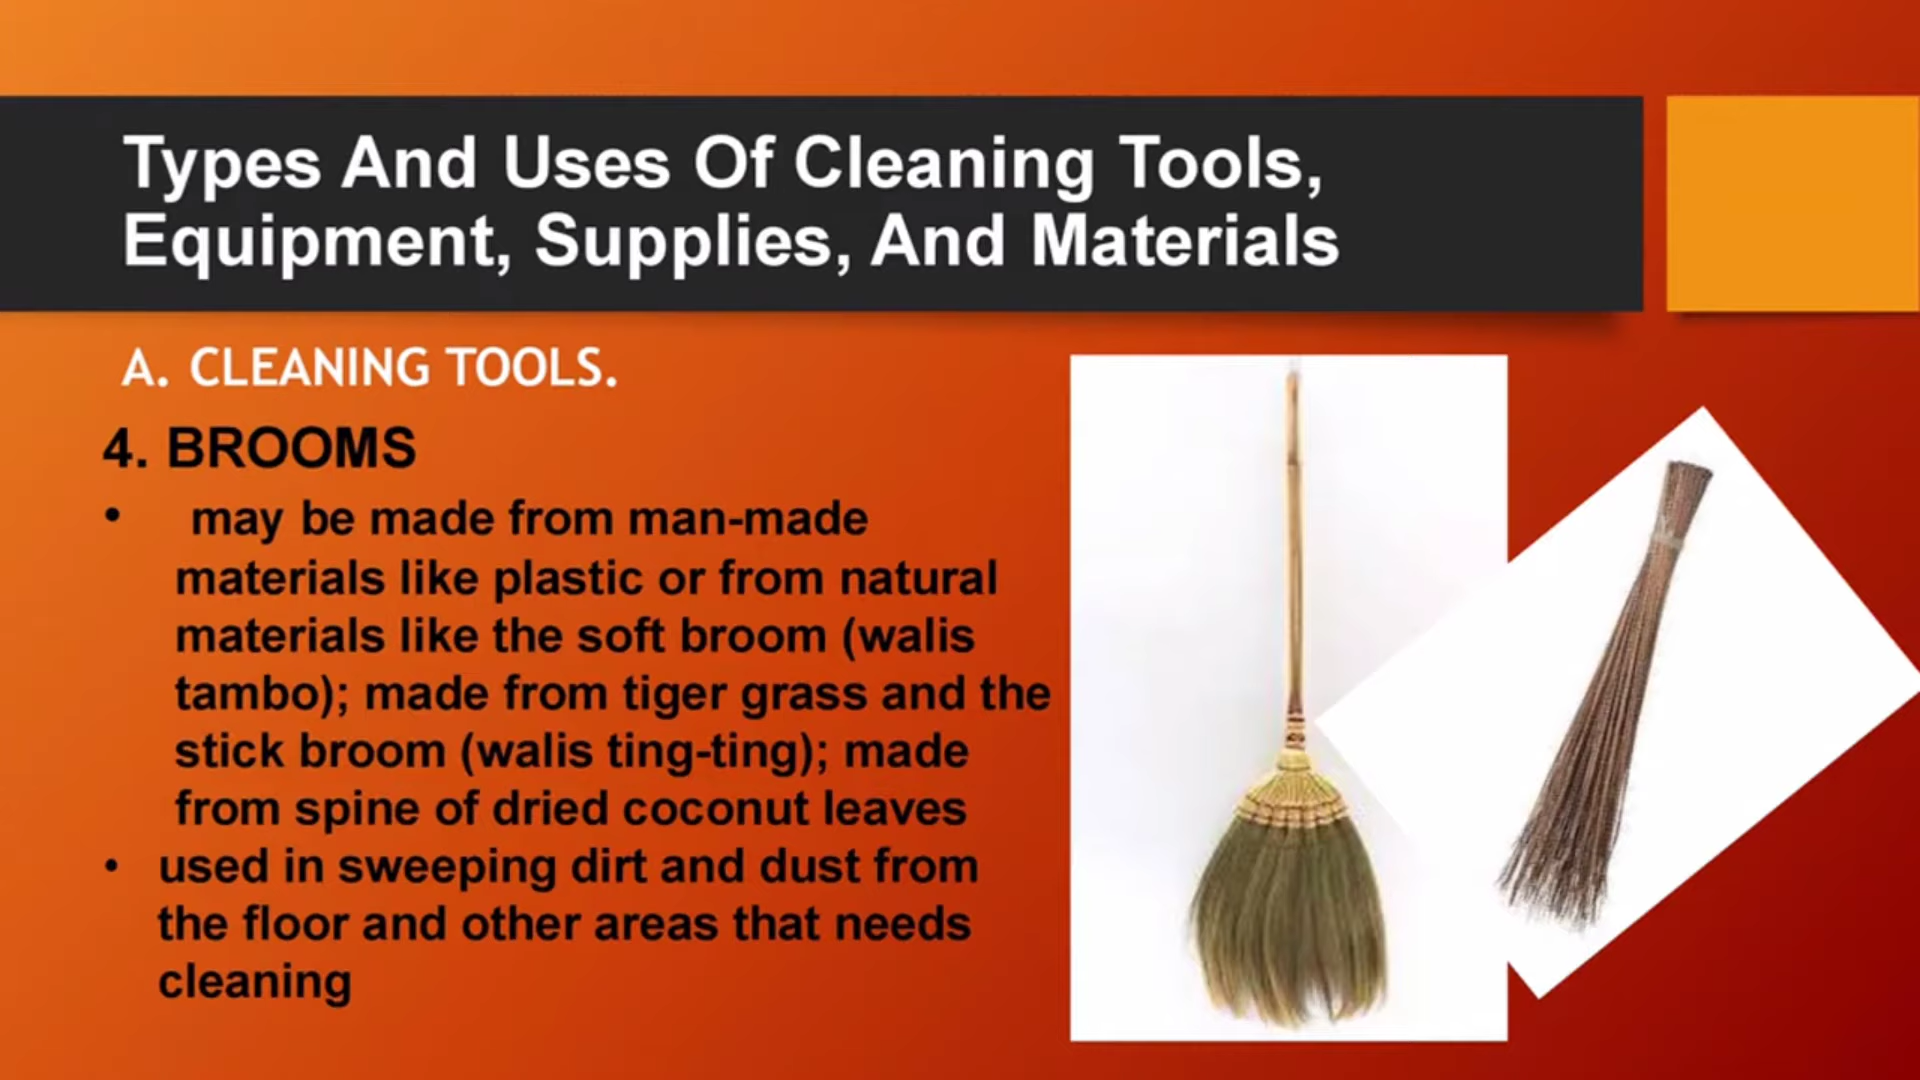 Types And Uses Of Cleaning Tools,
Equipment, Supplies, And Materials
A. CLEANING TOOLS.
4. BROOMS
• may be made from man-made
materials like plastic or from natural
materials like the soft broom (walis
tambo); made from tiger grass and the
stick broom (walis ting-ting); made
from spine of dried coconut leaves
• used in sweeping dirt and dust from
the floor and other areas that needs
cleaning